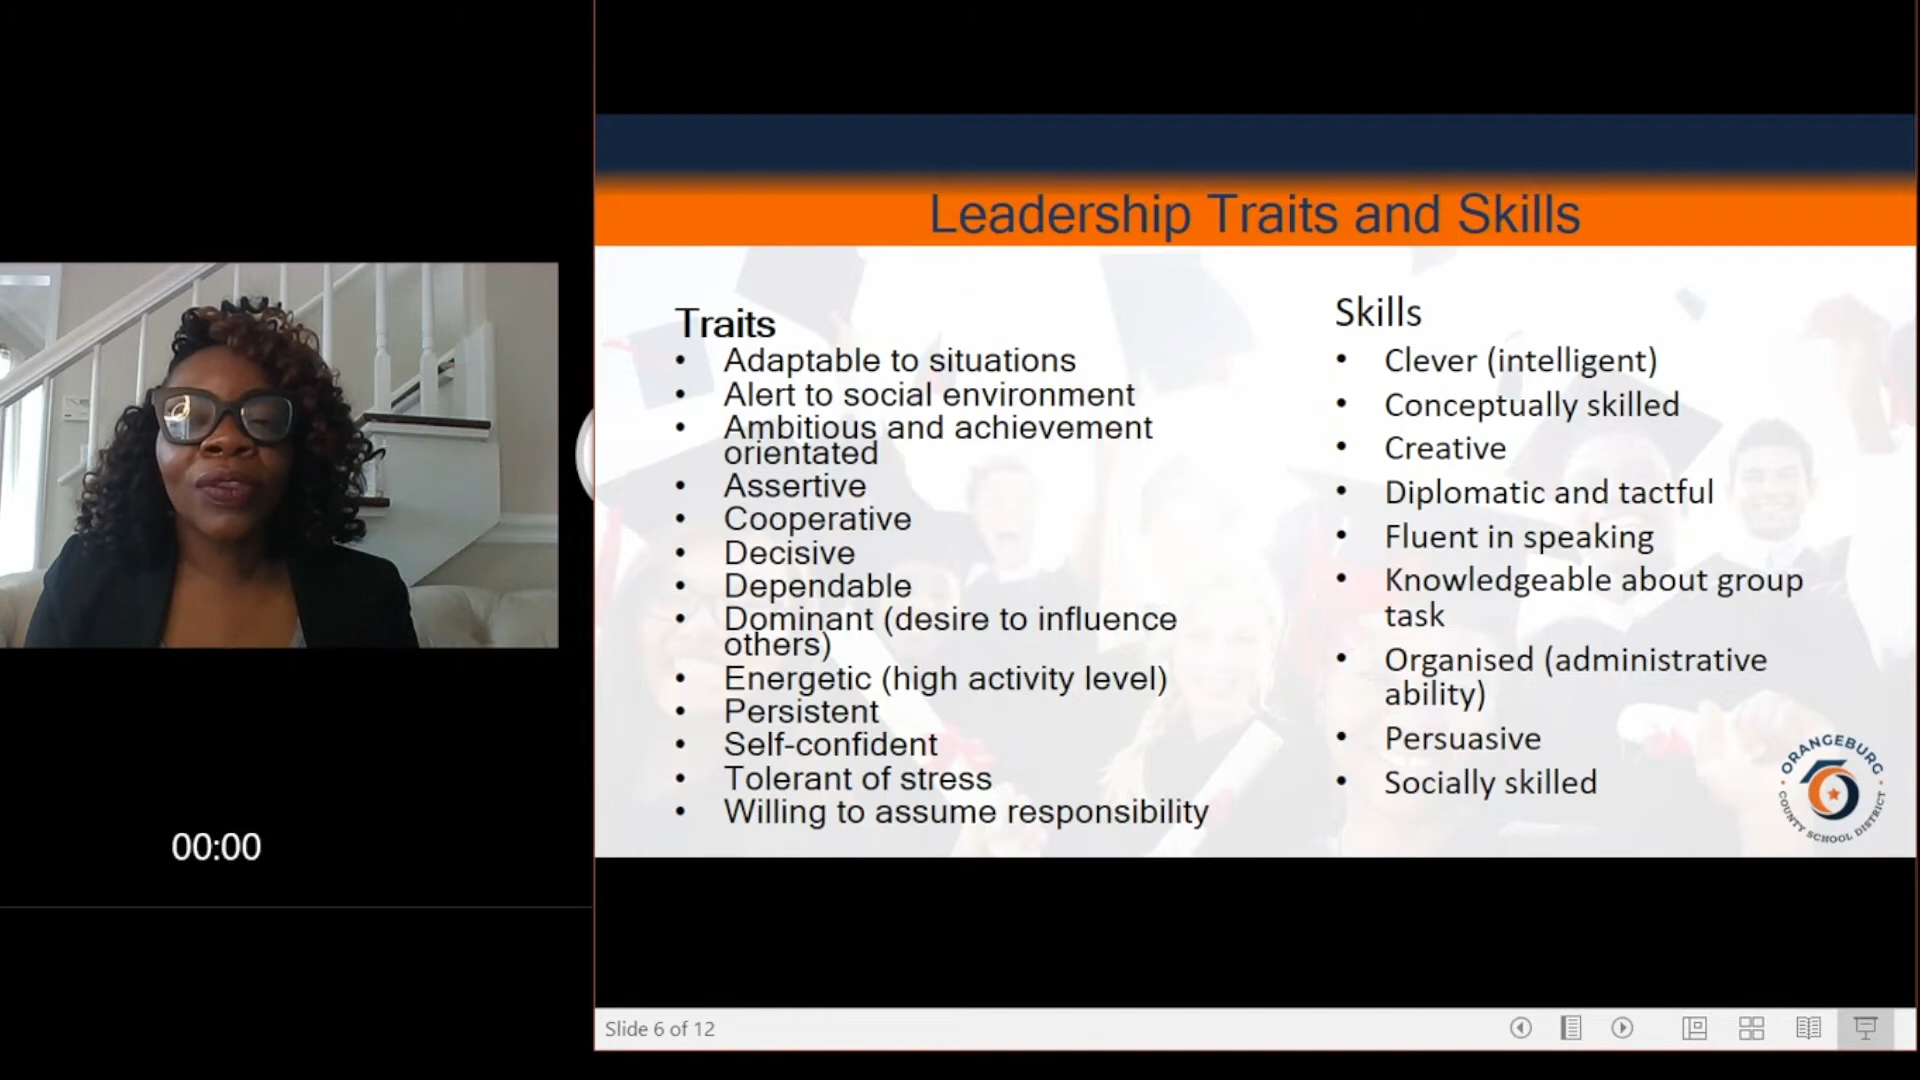 Leadership Traits and Skills
Traits
• Adaptable to situations
• Alert to social environment
• Ambitious and achievement
orientated
• Assertive
• Cooperative
• Decisive
• Dependable
• Dominant (desire to influence
others)
• Energetic (high activity level)
• Persistent
• Self-confident
• Tolerant of stress
• Willing to assume responsibility
Skills
• Clever (intelligent)
• Conceptually skilled
• Creative
• Diplomatic and tactful
• Fluent in speaking
• Knowledgeable about group
task
• Organised (administrative
ability)
• Persuasive
• Socially skilled
ORANGEBURG
COUNTY SCHOOL DISTRICT
00:00
Slide 6 of 12